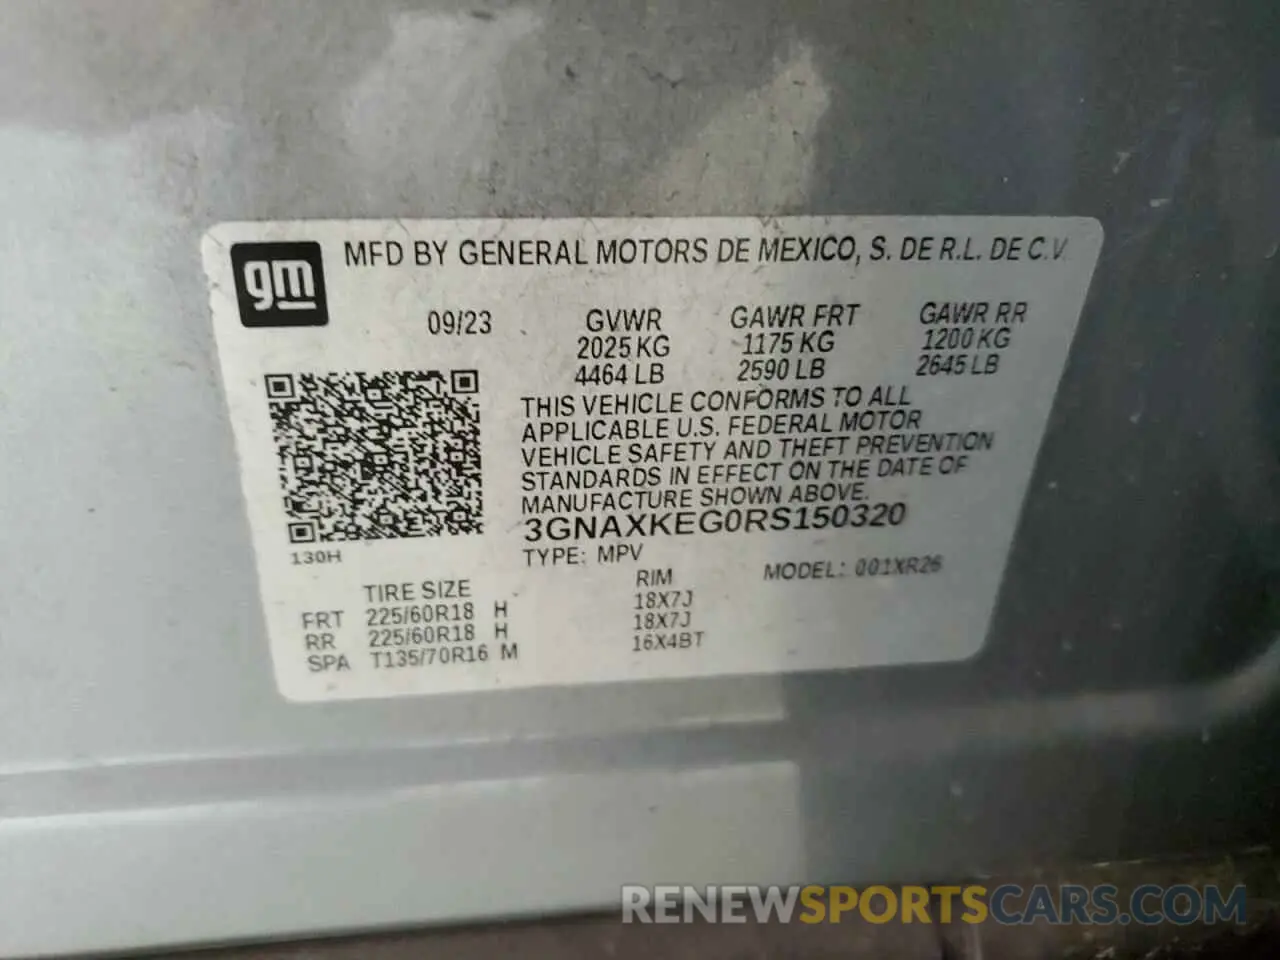 gm
MFD BY GENERAL MOTORS DE MEXICO, S. DE R.L. DE C.V.
09/23 GVWR GAWR FRT GAWR RR
2025 KG 1175 KG 1200 KG
4464 LB 2590 LB 2645 LB
THIS VEHICLE CONFORMS TO ALL
APPLICABLE U.S. FEDERAL MOTOR
VEHICLE SAFETY AND THEFT PREVENTION
STANDARDS IN EFFECT ON THE DATE OF
MANUFACTURE SHOWN ABOVE.
3GNAXKEG0RS150320
130H
TYPE: MPV MODEL: 001XR26
TIRE SIZE RIM
FRT 225/60R18 H 18X7J
RR 225/60R18 H 18X7J
SPA T135/70R16 M 16X4BT
RENEWSPORTSCARS.COM